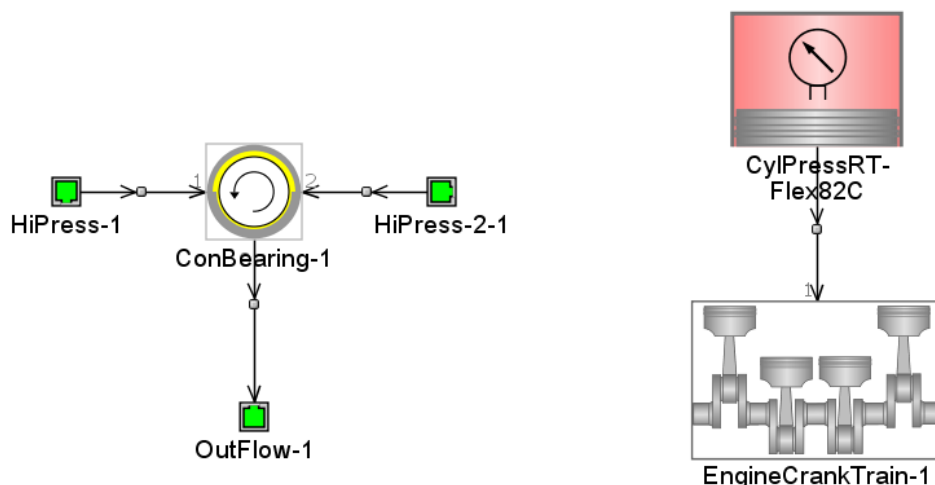 CylPressRT-
Flex82C
1
2
HiPress-1
HiPress-2-1
ConBearing-1
1
OutFlow-1
EngineCrankTrain-1